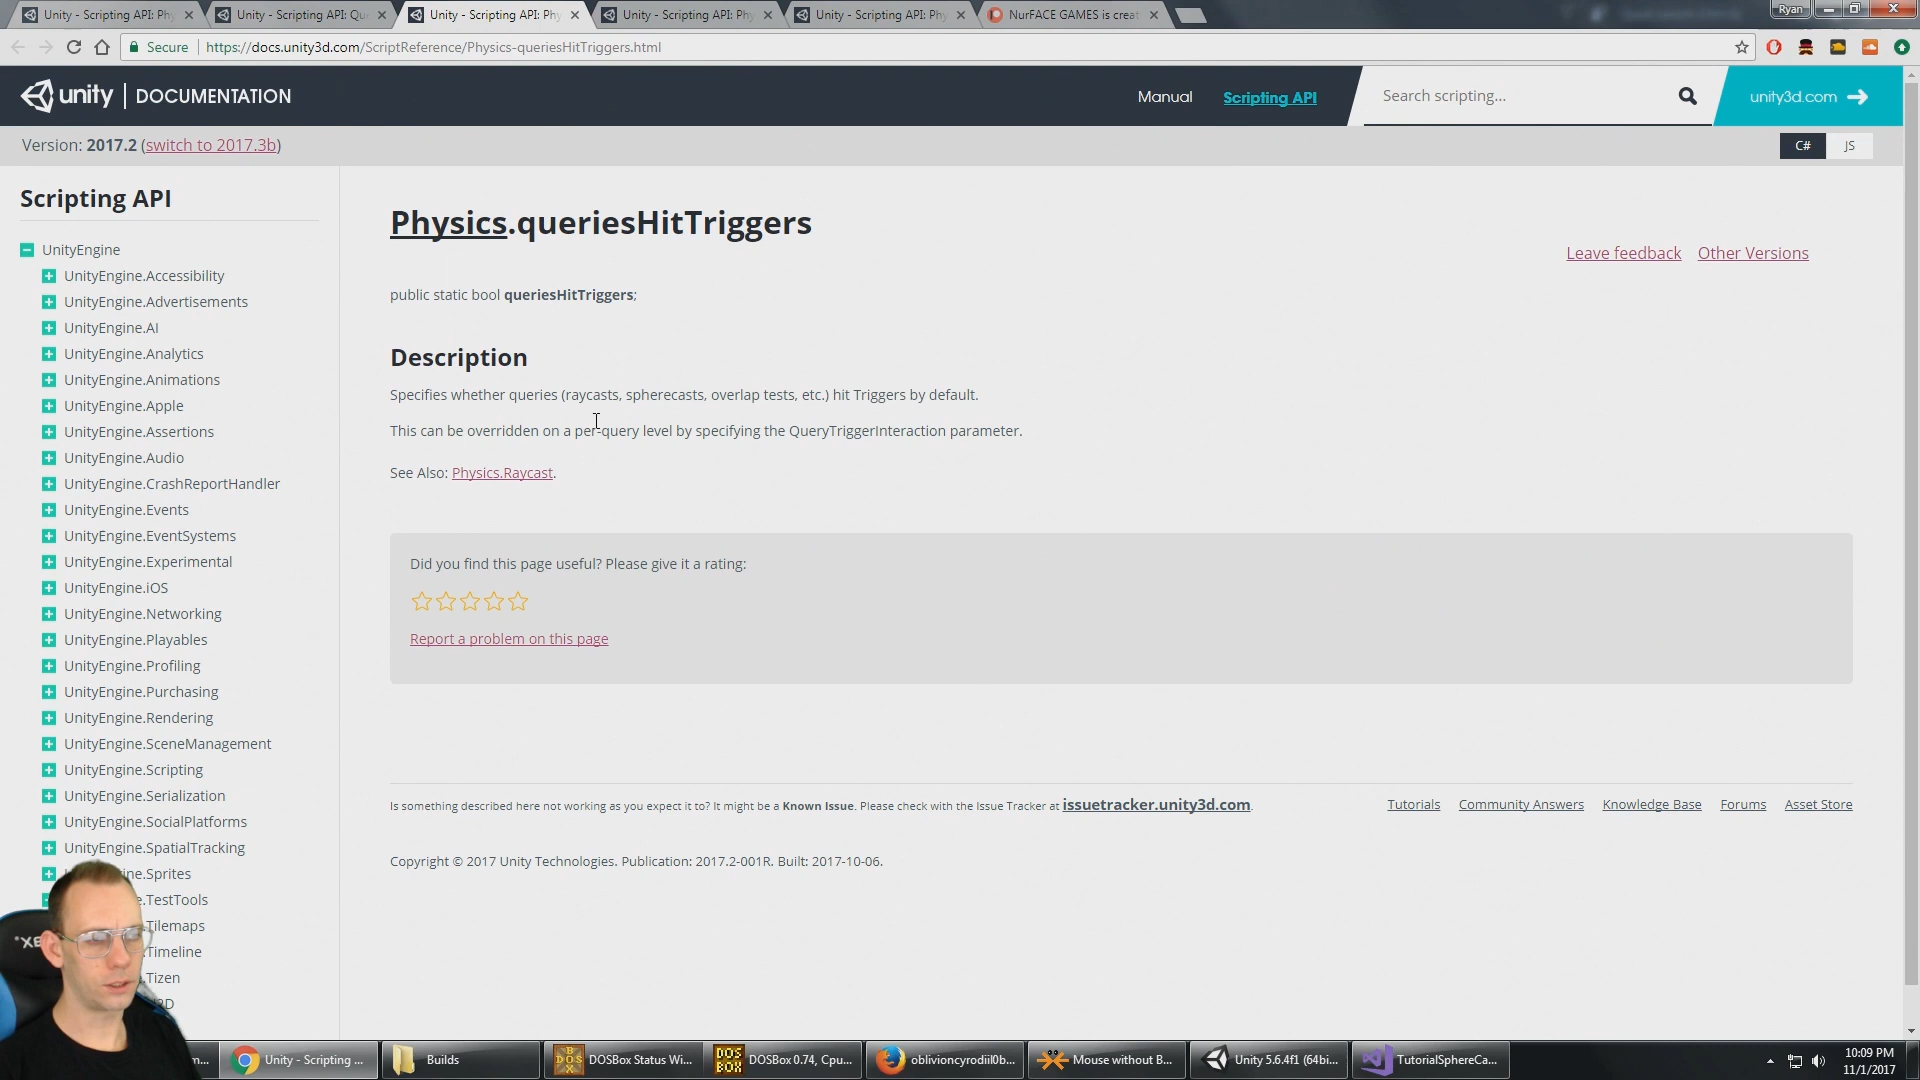 Unity - Scripting API: Phy
Unity - Scripting API: Qu
Unity - Scripting API: Phy
Unity - Scripting API: Phy
Unity - Scripting API: Phy
NurFACE GAMES is creat
Ryan
Secure
https://docs.unity3d.com/ScriptReference/Physics-queriesHitTriggers.html
unity | DOCUMENTATION
Manual
Scripting API
Search scripting...
unity3d.com
Version: 2017.2 (switch to 2017.3b)
C#
JS
Scripting API
UnityEngine
UnityEngine.Accessibility
UnityEngine.Advertisements
UnityEngine.AI
UnityEngine.Analytics
UnityEngine.Animations
UnityEngine.Apple
UnityEngine.Assertions
UnityEngine.Audio
UnityEngine.CrashReportHandler
UnityEngine.Events
UnityEngine.EventSystems
UnityEngine.Experimental
UnityEngine.iOS
UnityEngine.Networking
UnityEngine.Playables
UnityEngine.Profiling
UnityEngine.Purchasing
UnityEngine.Rendering
UnityEngine.SceneManagement
UnityEngine.Scripting
UnityEngine.Serialization
UnityEngine.SocialPlatforms
UnityEngine.SpatialTracking
ine.Sprites
e.TestTools
.Tilemaps
.Timeline
.Tizen
Physics.queriesHitTriggers
Leave feedback
Other Versions
public static bool queriesHitTriggers;
Description
Specifies whether queries (raycasts, spherecasts, overlap tests, etc.) hit Triggers by default.
This can be overridden on a per-query level by specifying the QueryTriggerInteraction parameter.
See Also: Physics.Raycast.
Did you find this page useful? Please give it a rating:
Report a problem on this page
Is something described here not working as you expect it to? It might be a Known Issue. Please check with the Issue Tracker at issuetracker.unity3d.com.
Tutorials
Community Answers
Knowledge Base
Forums
Asset Store
Copyright © 2017 Unity Technologies. Publication: 2017.2-001R. Built: 2017-10-06.
Unity - Scripting ...
Builds
DOSBox Status Wi...
DOSBox 0.74, Cpu...
oblivioncyrodiil0b...
Mouse without B...
Unity 5.6.4f1 (64bi...
TutorialSphereCa...
10:09 PM
11/1/2017